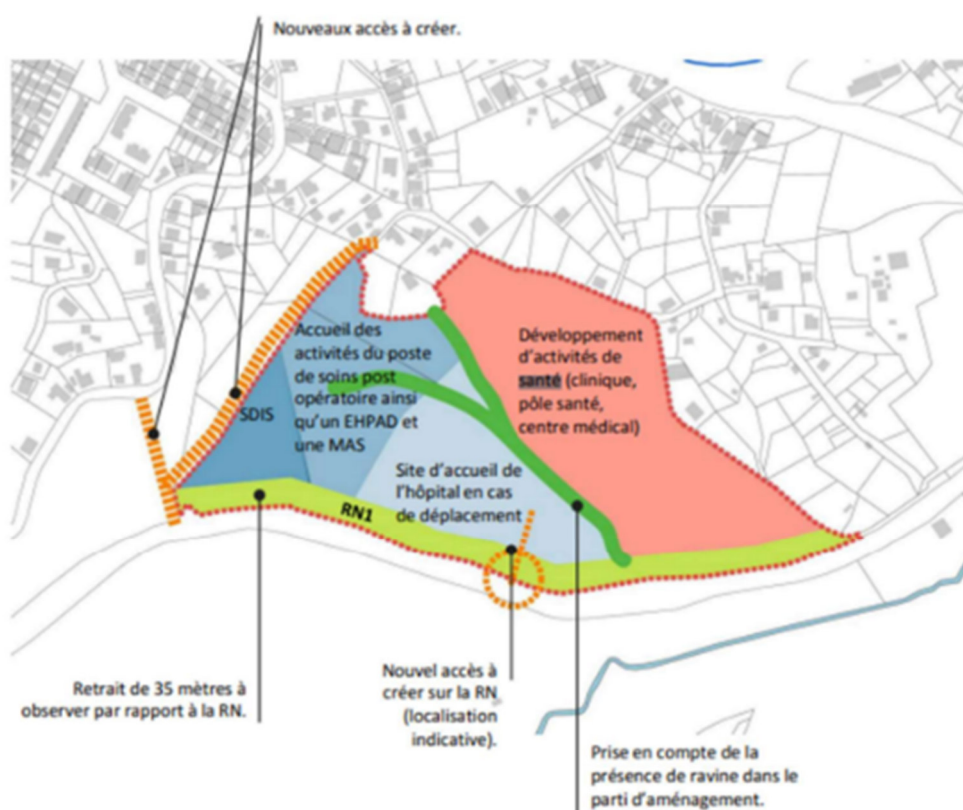 Nouveaux accès à créer.
Accueil des
activités du poste
de soins post
opératoire ainsi
qu'un EHPAD et
une MAS
SDIS
Développement
d'activités de
santé (clinique,
pôle santé,
centre médical)
Site d'accueil de
l'hôpital en cas
de déplacement
RN1
Retrait de 35 mètres à
observer par rapport à la RN.
Nouvel accès à
créer sur la RN
(localisation
indicative).
Prise en compte de la
présence de ravine dans le
parti d'aménagement.